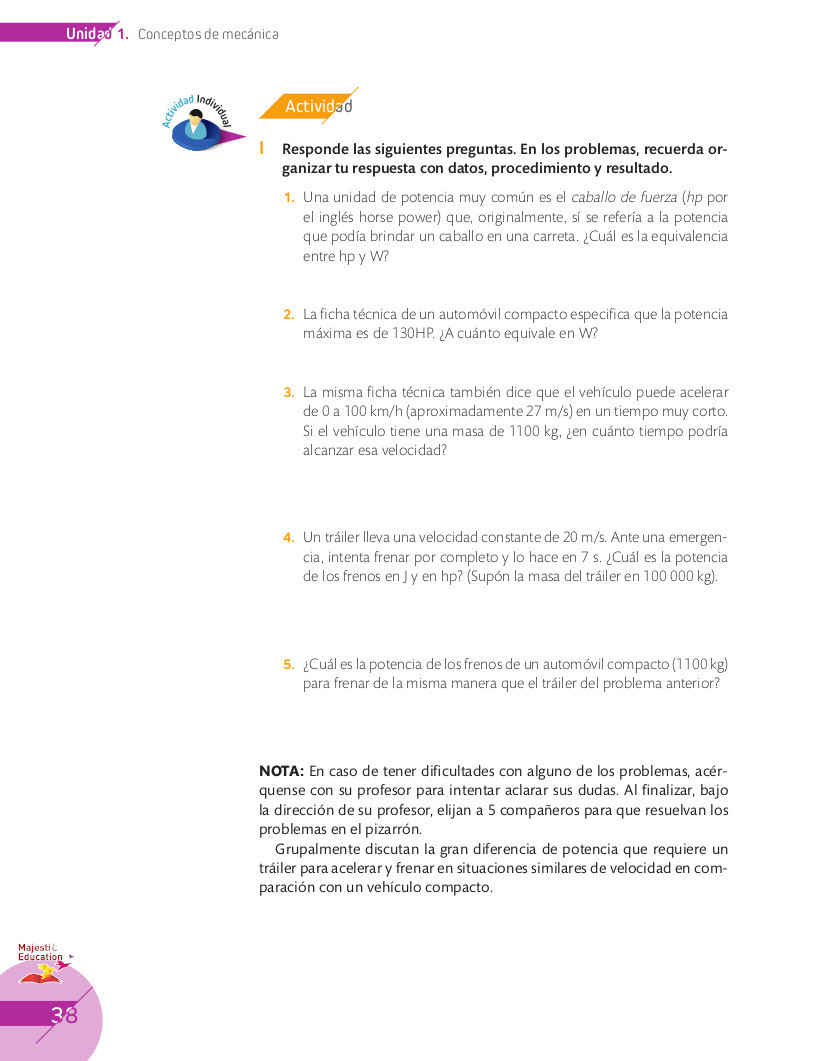 Unidad 1. Conceptos de mecánica
Actividad Individual
Actividad
I Responde las siguientes preguntas. En los problemas, recuerda or-
ganizar tu respuesta con datos, procedimiento y resultado.
1. Una unidad de potencia muy común es el caballo de fuerza (hp por
el inglés horse power) que, originalmente, sí se refería a la potencia
que podía brindar un caballo en una carreta. ¿Cuál es la equivalencia
entre hp y W?
2. La ficha técnica de un automóvil compacto especifica que la potencia
máxima es de 130HP. ¿A cuánto equivale en W?
3. La misma ficha técnica también dice que el vehículo puede acelerar
de 0 a 100 km/h (aproximadamente 27 m/s) en un tiempo muy corto.
Si el vehículo tiene una masa de 1100 kg, ¿en cuánto tiempo podría
alcanzar esa velocidad?
4. Un tráiler lleva una velocidad constante de 20 m/s. Ante una emergen-
cia, intenta frenar por completo y lo hace en 7 s. ¿Cuál es la potencia
de los frenos en J y en hp? (Supón la masa del tráiler en 100 000 kg).
5. ¿Cuál es la potencia de los frenos de un automóvil compacto (1100 kg)
para frenar de la misma manera que el tráiler del problema anterior?
NOTA: En caso de tener dificultades con alguno de los problemas, acér-
quense con su profesor para intentar aclarar sus dudas. Al finalizar, bajo
la dirección de su profesor, elijan a 5 compañeros para que resuelvan los
problemas en el pizarrón.
Grupalmente discutan la gran diferencia de potencia que requiere un
tráiler para acelerar y frenar en situaciones similares de velocidad en com-
paración con un vehículo compacto.
Majestic
Education
38